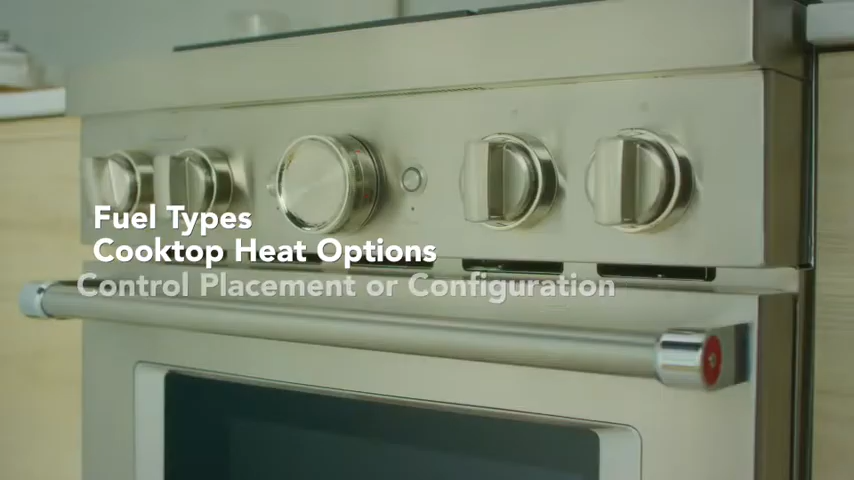 Fuel Types
Cooktop Heat Options
Control Placement or Configuration